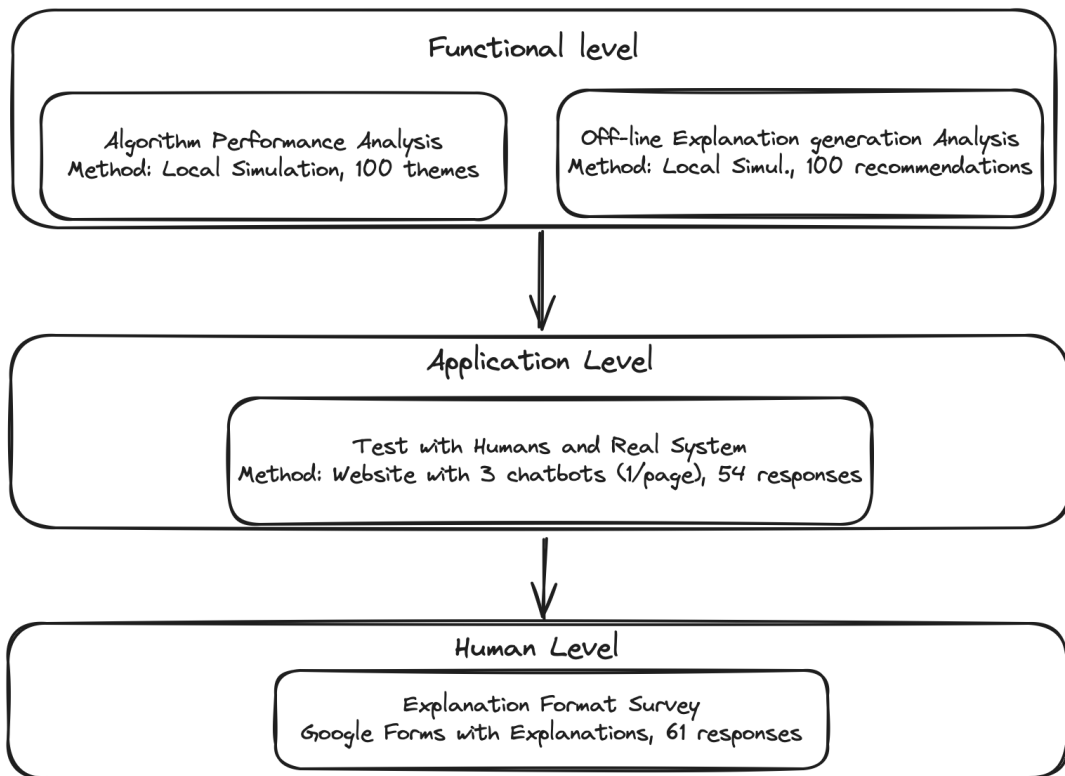 Functional level
Algorithm Performance Analysis
Method: Local Simulation, 100 themes
Off-line Explanation generation Analysis
Method: Local Simul., 100 recommendations
Application Level
Test with Humans and Real System
Method: Website with 3 chatbots (1/page), 54 responses
Human Level
Explanation Format Survey
Google Forms with Explanations, 61 responses